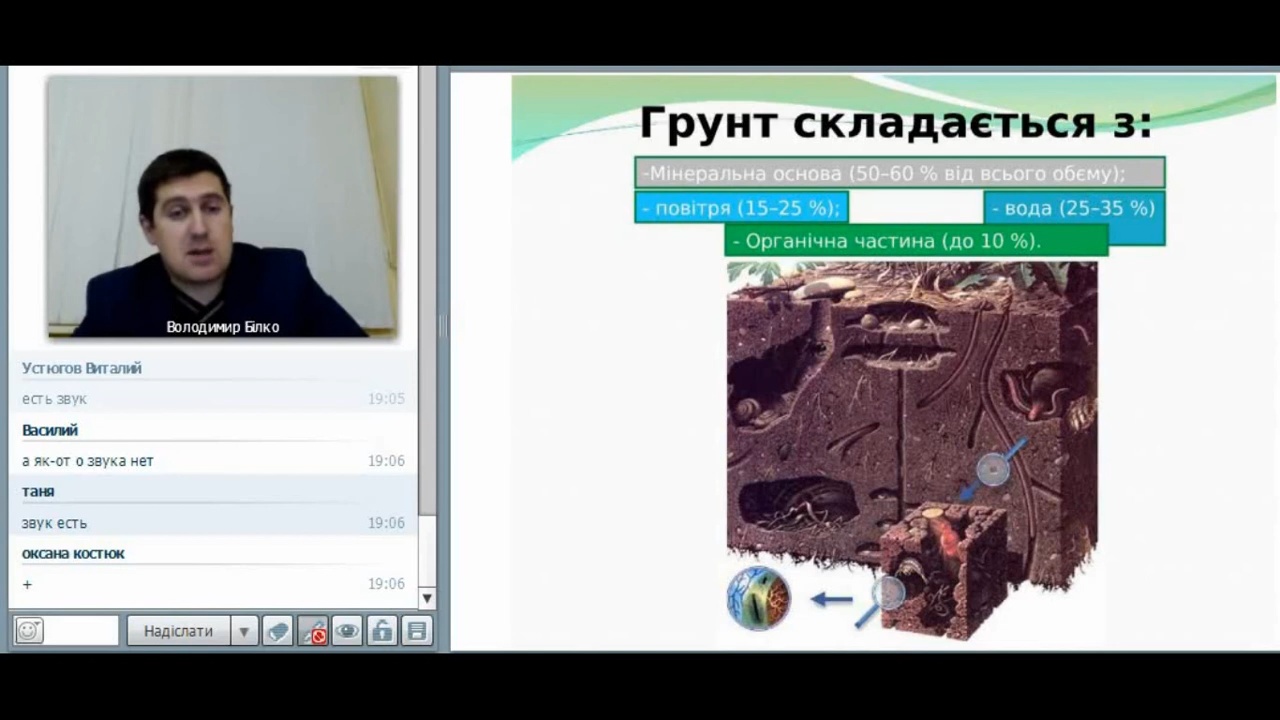 Володимир Білко
Устюгов Виталий
есть звук 19:05
Василий
а як-от о звука нет 19:06
таня
звук есть 19:06
оксана костюк
+ 19:06
Надіслати
Грунт складається з:
-Мінеральна основа (50–60 % від всього обєму);
- повітря (15–25 %);
- вода (25–35 %)
- Органічна частина (до 10 %).